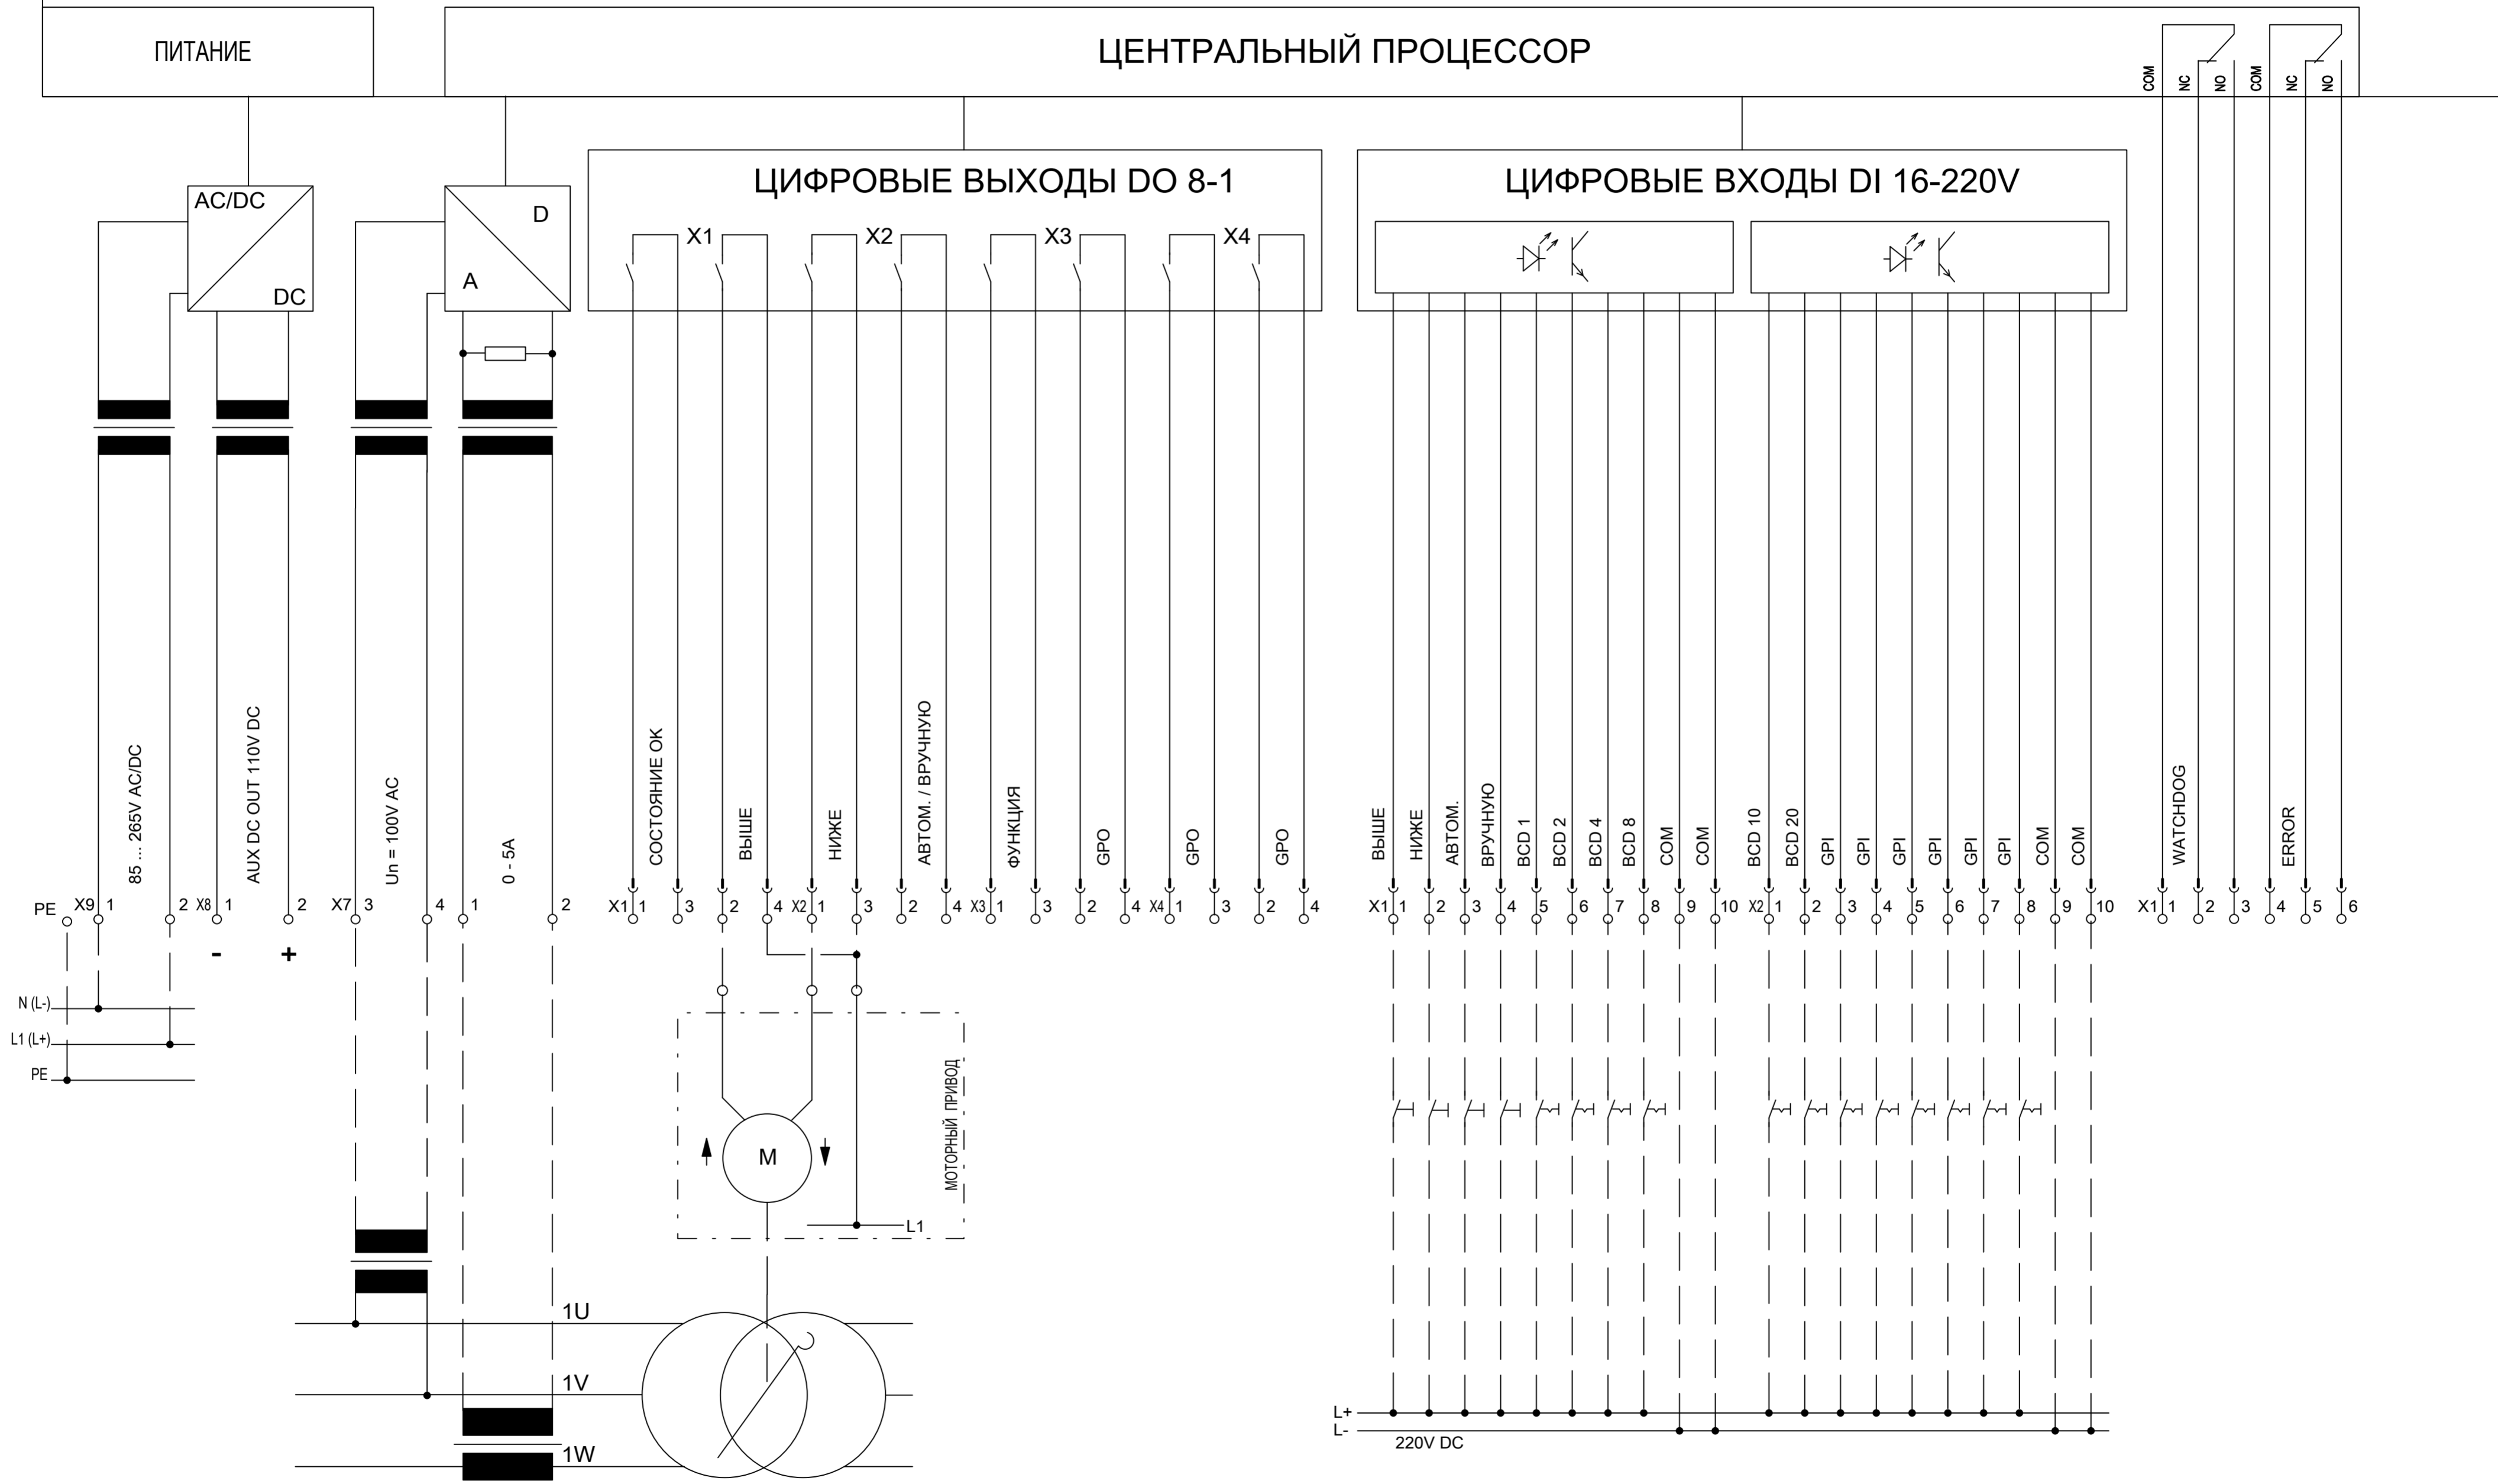 ПИТАНИЕ
ЦЕНТРАЛЬНЫЙ ПРОЦЕССОР
COM
NC
NO
COM
NC
NO
AC/DC
DC
D
A
ЦИФРОВЫЕ ВЫХОДЫ DO 8-1
X1
X2
X3
X4
ЦИФРОВЫЕ ВХОДЫ DI 16-220V
85 ... 265V AC/DC
AUX DC OUT 110V DC
Un = 100V AC
0 - 5A
СОСТОЯНИЕ OK
ВЫШЕ
НИЖЕ
АВТОМ. / ВРУЧНУЮ
ФУНКЦИЯ
GPO
GPO
GPO
ВЫШЕ
НИЖЕ
АВТОМ.
ВРУЧНУЮ
BCD 1
BCD 2
BCD 4
BCD 8
COM
COM
BCD 10
BCD 20
GPI
GPI
GPI
GPI
GPI
GPI
COM
COM
WATCHDOG
ERROR
PE X9 1 2 X8 1 2 X7 3 4 1 2
X1 1 3 2 4 X2 1 3 2 4 X3 1 3 2 4 X4 1 3 2 4
X1 1 2 3 4 5 6 7 8 9 10 X2 1 2 3 4 5 6 7 8 9 10
X1 1 2 3 4 5 6
- +
N (L-)
L1 (L+)
PE
МОТОРНЫЙ ПРИВОД
M
L1
1U
1V
1W
L+
L-
220V DC